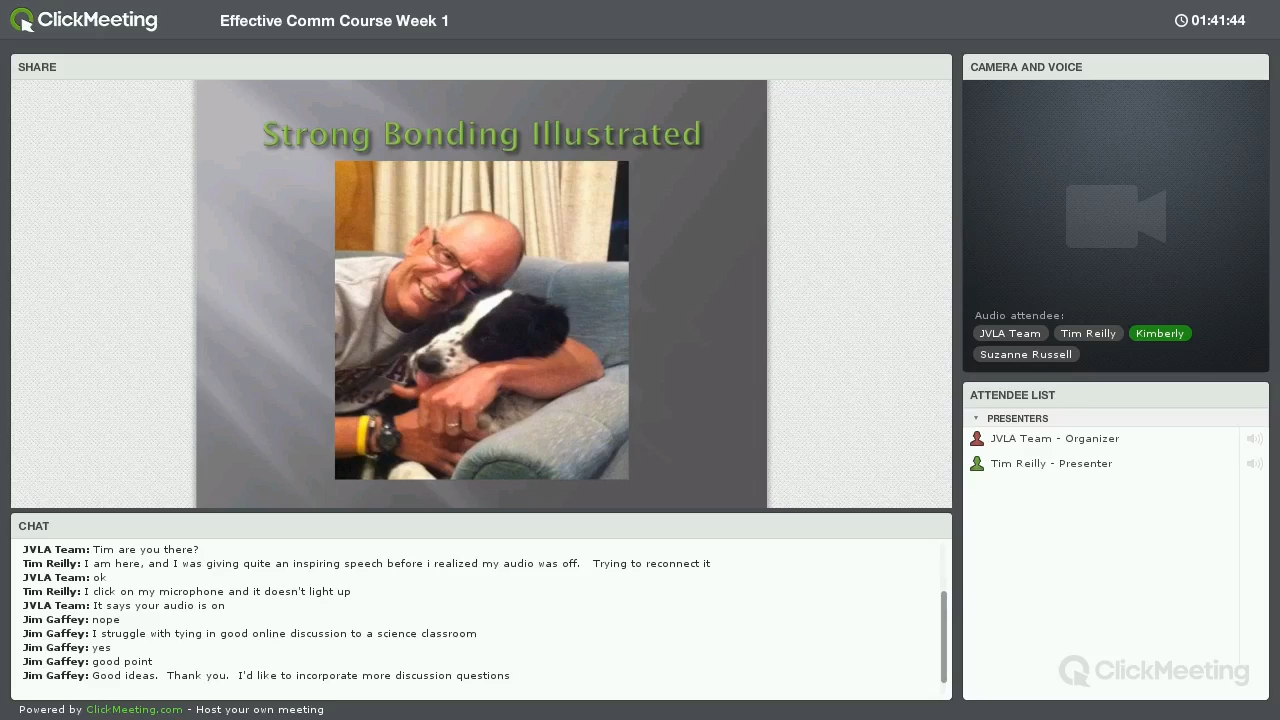 ClickMeeting
Effective Comm Course Week 1
01:41:44
SHARE
Strong Bonding Illustrated
CAMERA AND VOICE
Audio attendee:
JVLA Team Tim Reilly Kimberly
Suzanne Russell
ATTENDEE LIST
PRESENTERS
JVLA Team - Organizer
Tim Reilly - Presenter
CHAT
JVLA Team: Tim are you there?
Tim Reilly: I am here, and I was giving quite an inspiring speech before i realized my audio was off.   Trying to reconnect it
JVLA Team: ok
Tim Reilly: I click on my microphone and it doesn't light up
JVLA Team: It says your audio is on
Jim Gaffey: nope
Jim Gaffey: I struggle with tying in good online discussion to a science classroom
Jim Gaffey: yes
Jim Gaffey: good point
Jim Gaffey: Good ideas.  Thank you.  I'd like to incorporate more discussion questions
ClickMeeting
Powered by ClickMeeting.com - Host your own meeting